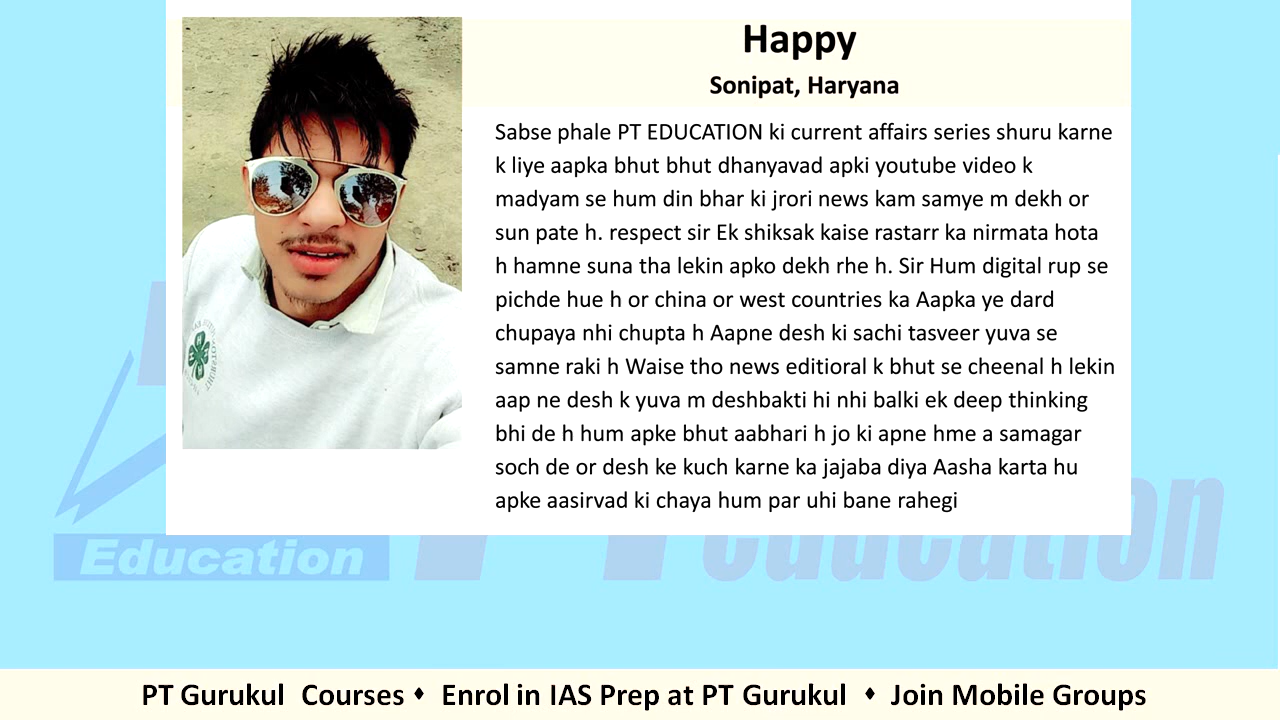 Happy
Sonipat, Haryana
Sabse phale PT EDUCATION ki current affairs series shuru karne
k liye aapka bhut bhut dhanyavad apki youtube video k
madyam se hum din bhar ki jrori news kam samye m dekh or
sun pate h. respect sir Ek shiksak kaise rastarr ka nirmata hota
h hamne suna tha lekin apko dekh rhe h. Sir Hum digital rup se
pichde hue h or china or west countries ka Aapka ye dard
chupaya nhi chupta h Aapne desh ki sachi tasveer yuva se
samne raki h Waise tho news editioral k bhut se cheenal h lekin
aap ne desh k yuva m deshbakti hi nhi balki ek deep thinking
bhi de h hum apke bhut aabhari h jo ki apne hme a samagar
soch de or desh ke kuch karne ka jajaba diya Aasha karta hu
apke aasirvad ki chaya hum par uhi bane rahegi
Education
education
PT Gurukul Courses ♦ Enrol in IAS Prep at PT Gurukul ♦ Join Mobile Groups